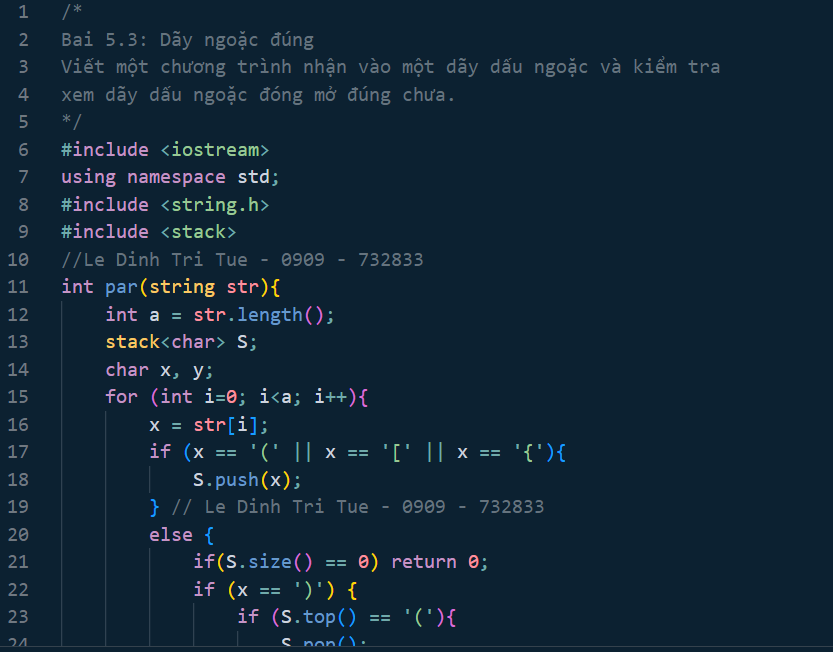 1 /*
2 Bai 5.3: Dãy ngoặc đúng
3 Viết một chương trình nhận vào một dãy dấu ngoặc và kiểm tra
4 xem dãy dấu ngoặc đóng mở đúng chưa.
5 */
6 #include <iostream>
7 using namespace std;
8 #include <string.h>
9 #include <stack>
10 //Le Dinh Tri Tue - 0909 - 732833
11 int par(string str){
12     int a = str.length();
13     stack<char> S;
14     char x, y;
15     for (int i=0; i<a; i++){
16         x = str[i];
17         if (x == '(' || x == '[' || x == '{'){
18             S.push(x);
19         } // Le Dinh Tri Tue - 0909 - 732833
20         else {
21             if(S.size() == 0) return 0;
22             if (x == ')') {
23                 if (S.top() == '('){
24                     S.pop();